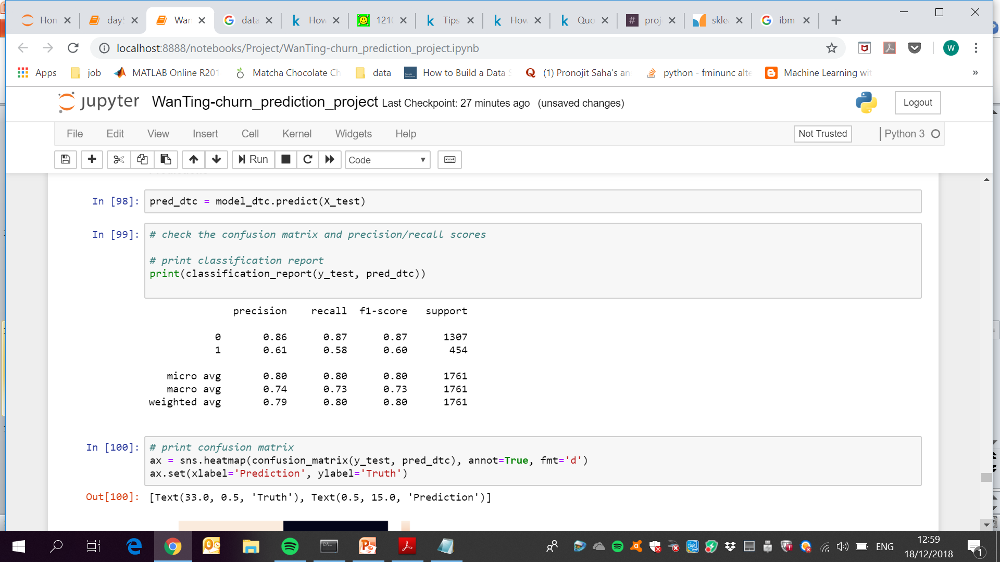 Hom
day5
Wan
data
How
1210
Tips
How
Quo
proj
skle
ibm
localhost:8888/notebooks/Project/WanTing-churn_prediction_project.ipynb
W
Apps
job
MATLAB Online R201
Matcha Chocolate Ch
data
How to Build a Data S
(1) Pronojit Saha's an
python - fminunc alte
Machine Learning wit
»
jupyter WanTing-churn_prediction_project Last Checkpoint: 27 minutes ago (unsaved changes)
Logout
File Edit View Insert Cell Kernel Widgets Help
Not Trusted
Python 3
Run
Code
In [98]: pred_dtc = model_dtc.predict(X_test)
In [99]: # check the confusion matrix and precision/recall scores
# print classification report
print(classification_report(y_test, pred_dtc))
precision recall f1-score support
0 0.86 0.87 0.87 1307
1 0.61 0.58 0.60 454
micro avg 0.80 0.80 0.80 1761
macro avg 0.74 0.73 0.73 1761
weighted avg 0.79 0.80 0.80 1761
In [100]: # print confusion matrix
ax = sns.heatmap(confusion_matrix(y_test, pred_dtc), annot=True, fmt='d')
ax.set(xlabel='Prediction', ylabel='Truth')
Out[100]: [Text(33.0, 0.5, 'Truth'), Text(0.5, 15.0, 'Prediction')]
ENG
12:59
18/12/2018
1